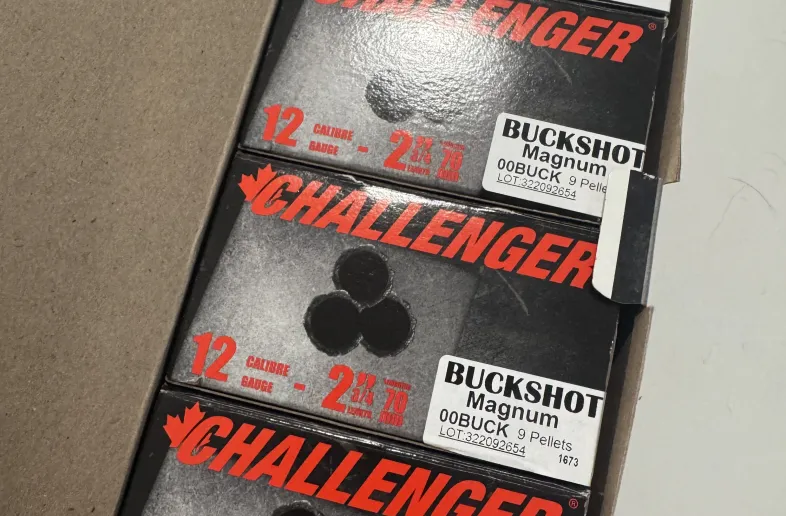 CHALLENGER®
12 CALIBRE GAUGE - 2 3/4 70
BUCKSHOT
Magnum
00BUCK 9 Pelle
LOT:322092654
CHALLENGER
12 CALIBRE GAUGE - 2 3/4 70
BUCKSHOT
Magnum
00BUCK 9 Pellets
LOT:322092654
1673
CHALLENGER®